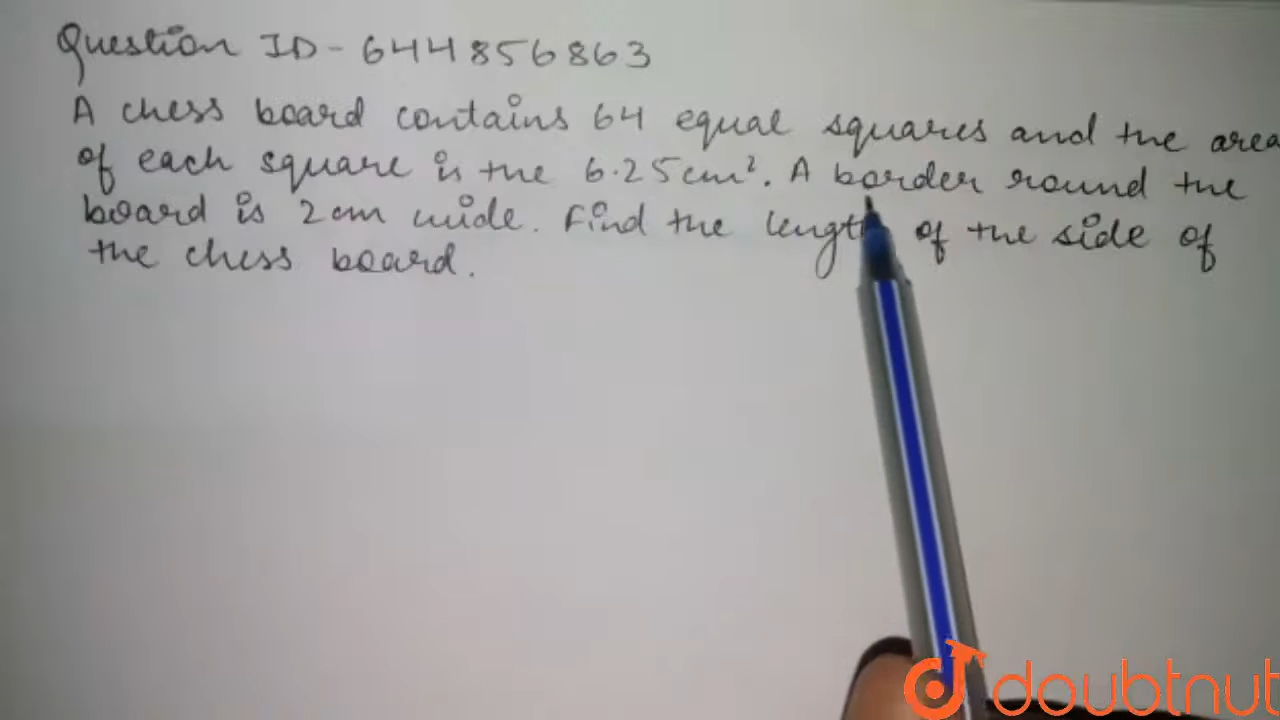 Question ID - 644856863
A chess board contains 64 equal squares and the area
of each square is the 6.25cm². A border round the
board is 2cm wide. Find the length of the side of
the chess board.
doubtnut